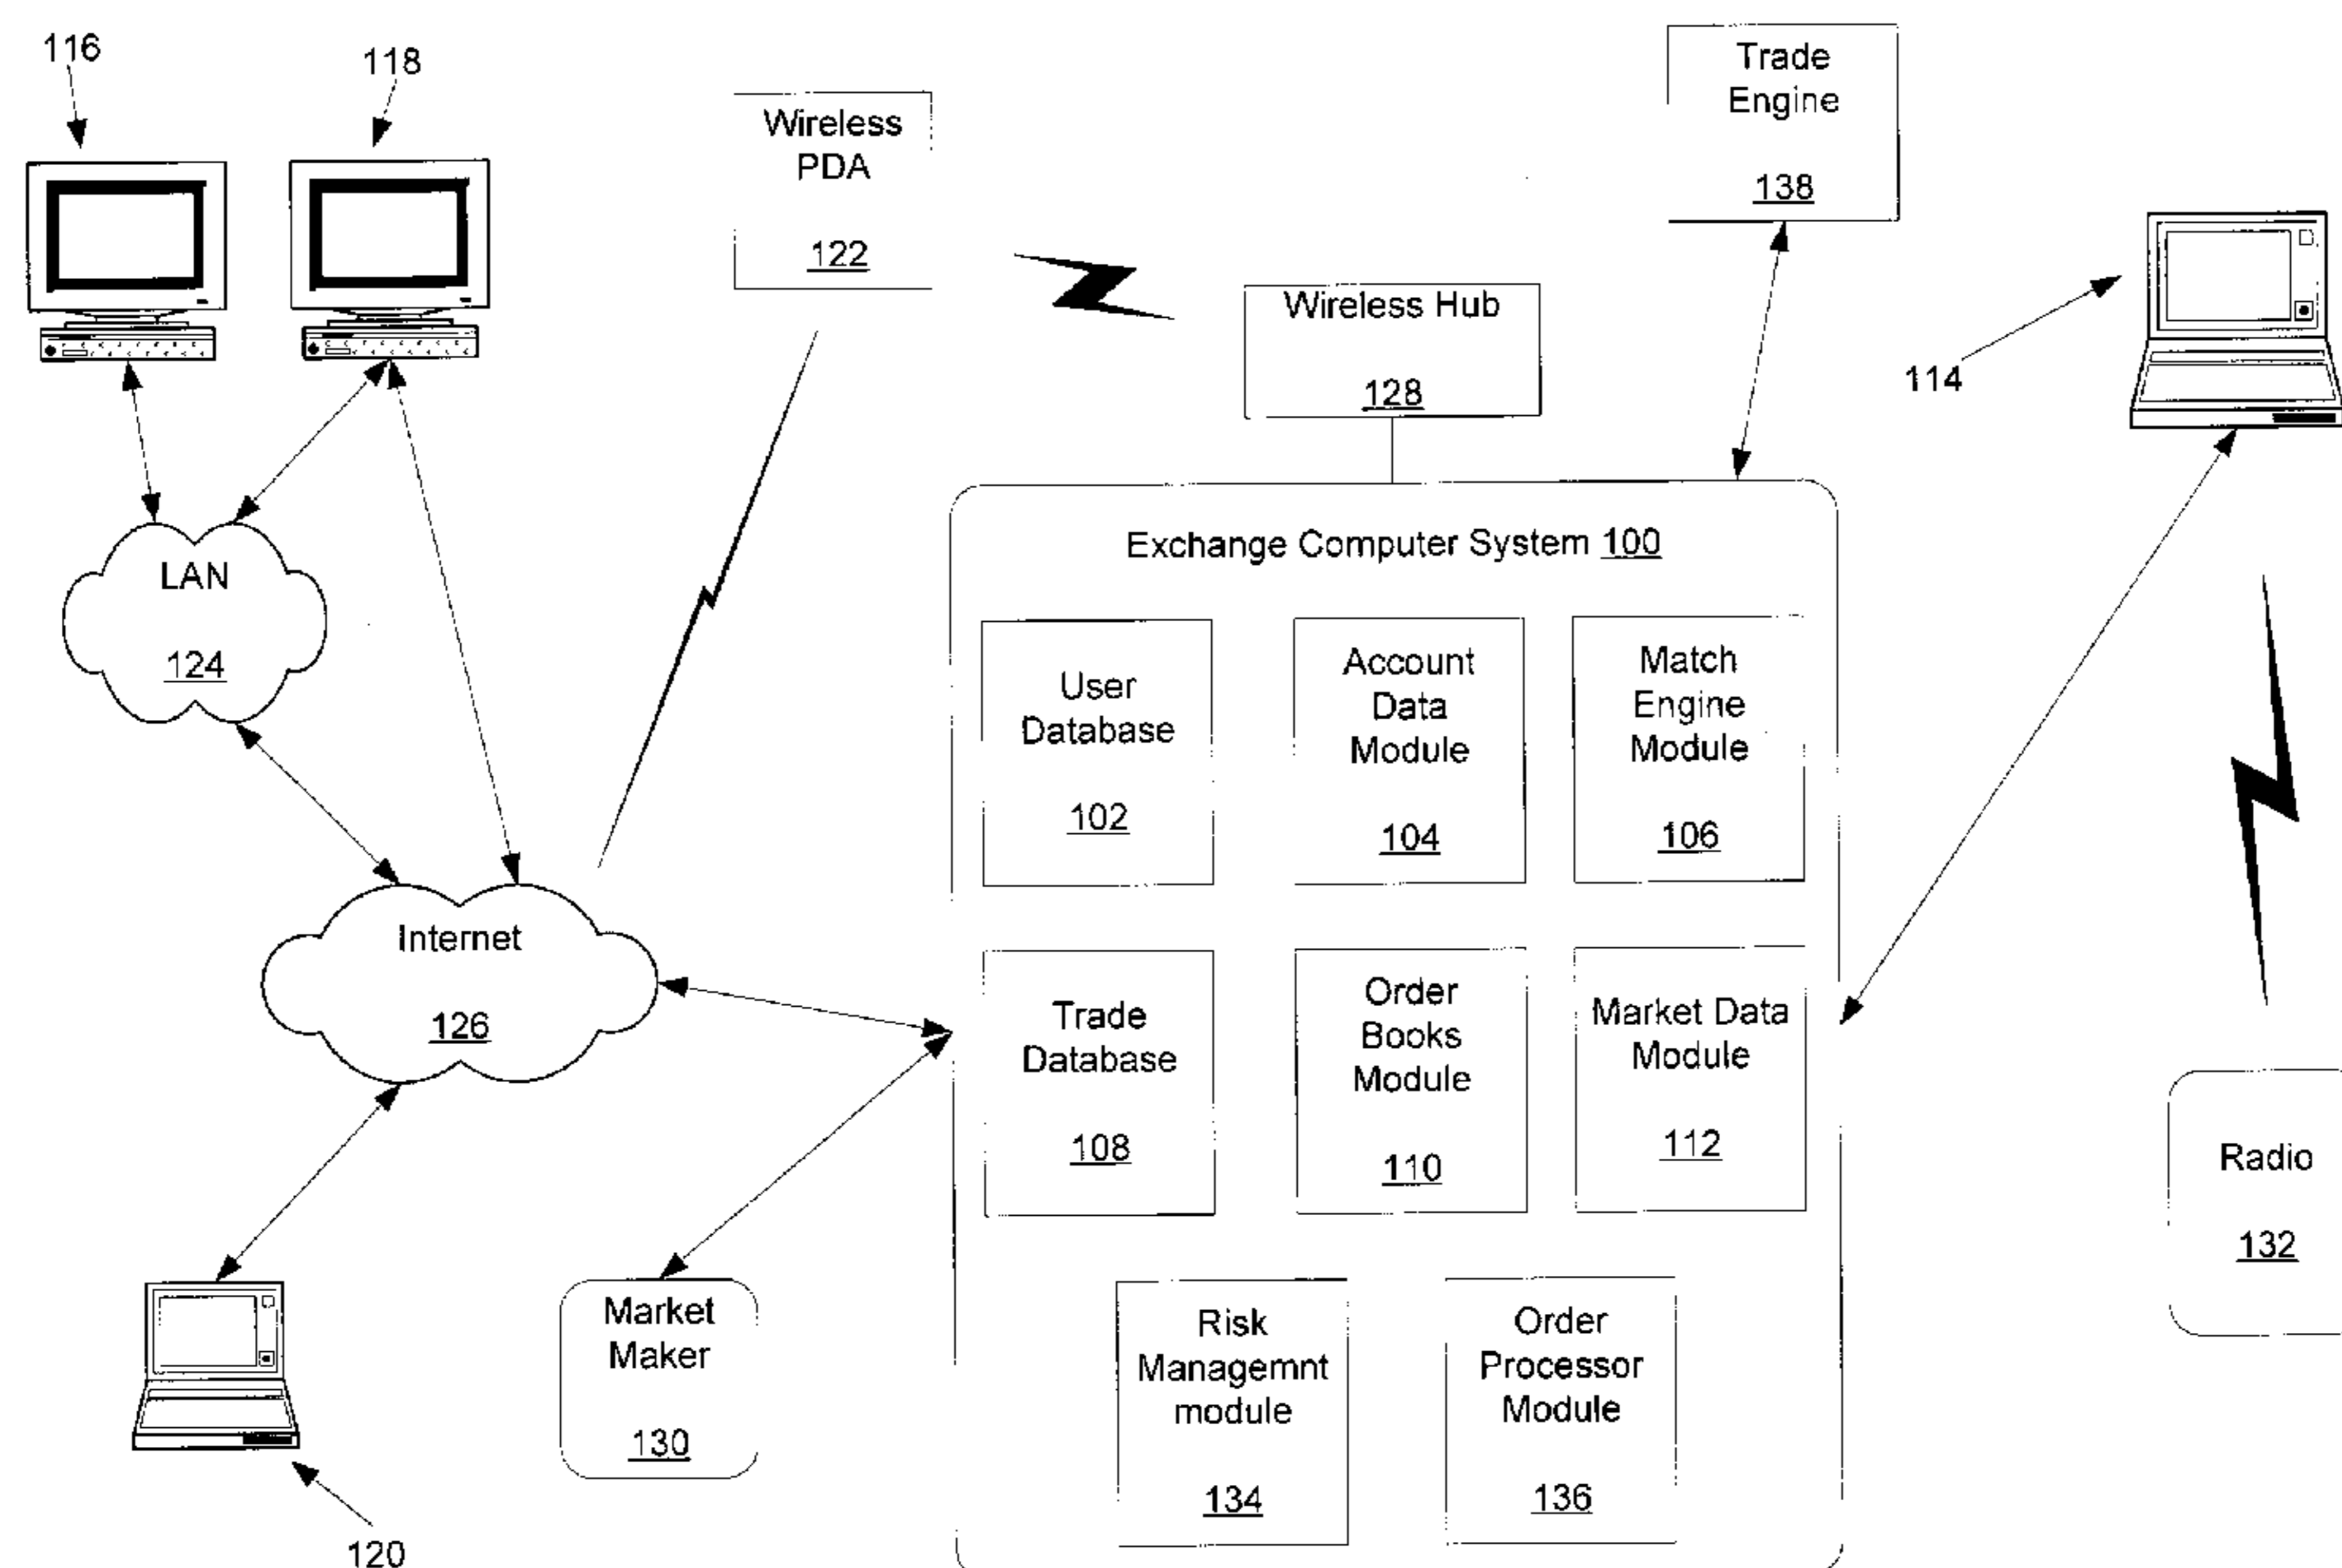 116
118
Wireless
PDA
122
Trade
Engine
138
Wireless Hub
128
114
LAN
124
Exchange Computer System 100
User
Database
102
Account
Data
Module
104
Match
Engine
Module
106
Internet
126
Trade
Database
108
Order
Books
Module
110
Market Data
Module
112
Radio
132
Market
Maker
130
Risk
Managemnt
module
134
Order
Processor
Module
136
120